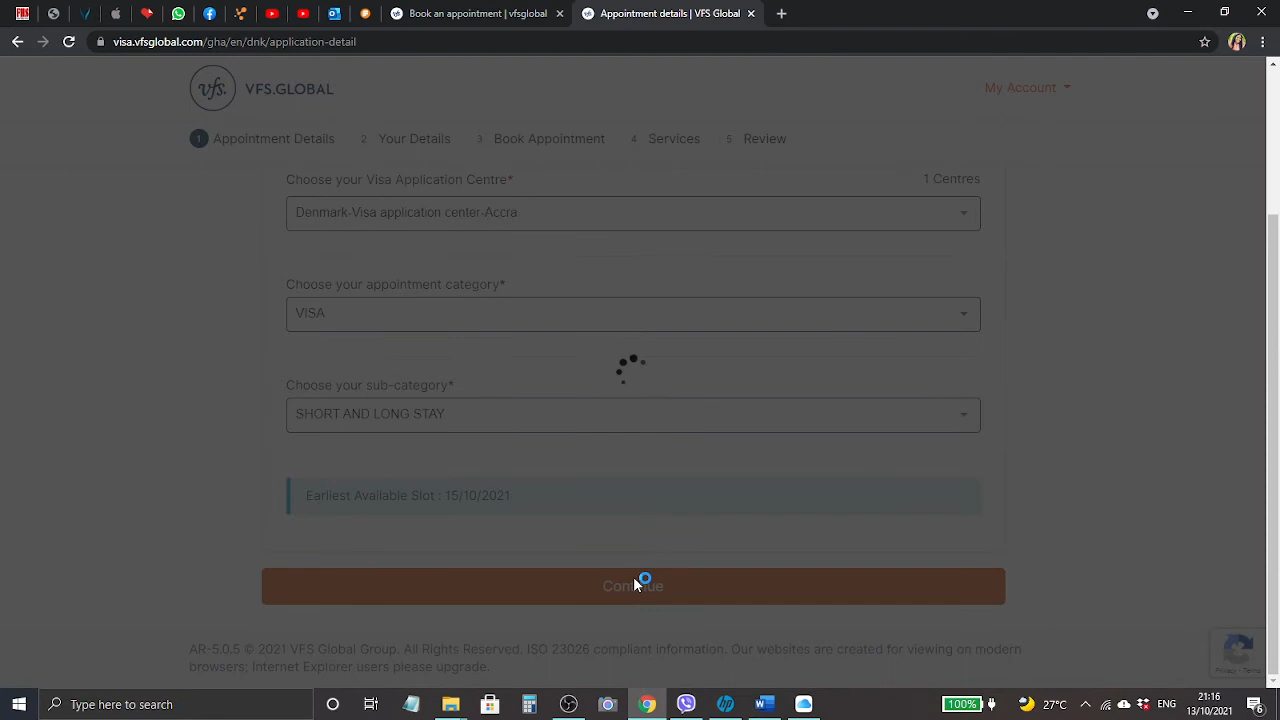 Book an appointment | vfsglobal
Appointment details | VFS Global
visa.vfsglobal.com/gha/en/dnk/application-detail
vfs.
VFS.GLOBAL
My Account
1 Appointment Details 2 Your Details 3 Book Appointment 4 Services 5 Review
Choose your Visa Application Centre* 1 Centres
Denmark-Visa application center-Accra
Choose your appointment category*
VISA
Choose your sub-category*
SHORT AND LONG STAY
Earliest Available Slot : 15/10/2021
Continue
AR-5.0.5 © 2021 VFS Global Group. All Rights Reserved. ISO 23026 compliant information. Our websites are created for viewing on modern
browsers; Internet Explorer users please upgrade.
Privacy - Terms
Type here to search
100%
27°C
21:16
13/10/2021
6